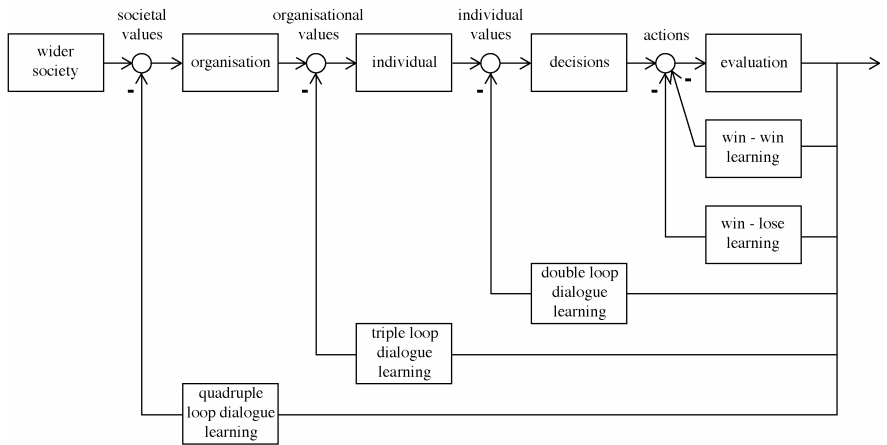 societal
values
organisational
values
individual
values
actions
wider
society
organisation
individual
decisions
evaluation
-
-
-
-
-
win - win
learning
win - lose
learning
double loop
dialogue
learning
triple loop
dialogue
learning
quadruple
loop dialogue
learning